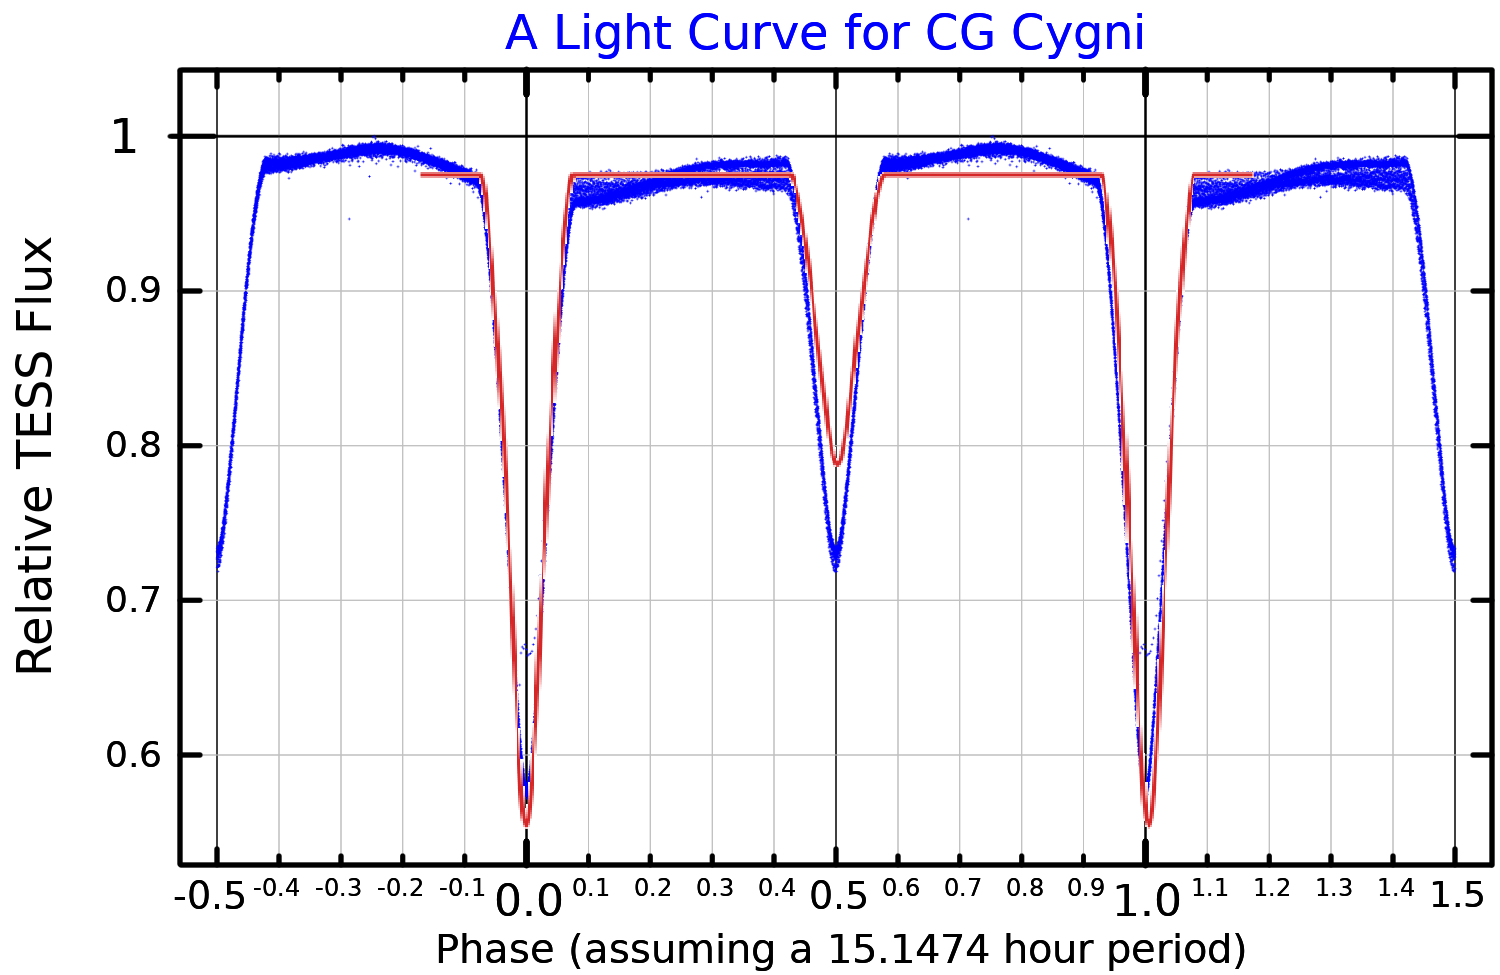 A Light Curve for CG Cygni
1
0.9
0.8
0.7
0.6
Relative TESS Flux
-0.5 -0.4 -0.3 -0.2 -0.1 0.0 0.1 0.2 0.3 0.4 0.5 0.6 0.7 0.8 0.9 1.0 1.1 1.2 1.3 1.4 1.5
Phase (assuming a 15.1474 hour period)